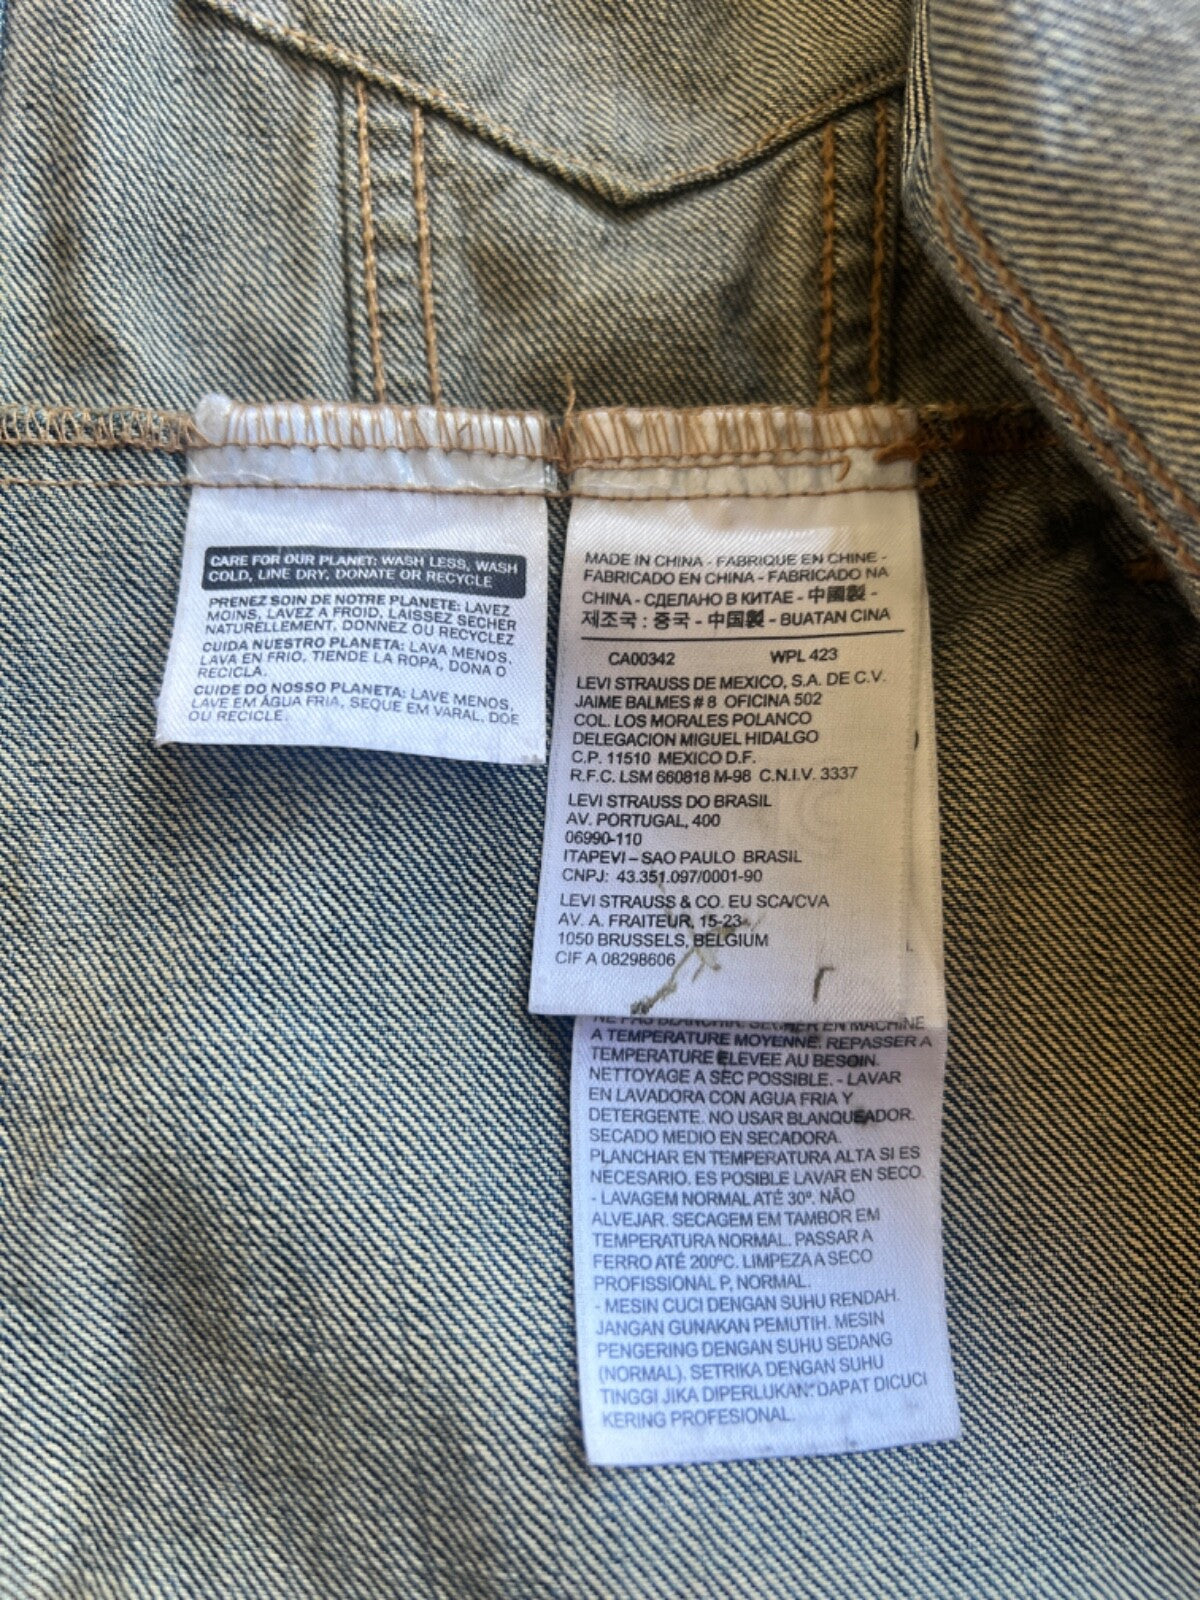 CARE FOR OUR PLANET: WASH LESS, WASH
COLD, LINE DRY, DONATE OR RECYCLE
PRENEZ SOIN DE NOTRE PLANETE: LAVEZ
MOINS, LAVEZ A FROID, LAISSEZ SECHER
NATURELLEMENT, DONNEZ OU RECYCLEZ
CUIDA NUESTRO PLANETA: LAVA MENOS,
LAVA EN FRIO, TIENDE LA ROPA, DONA O
RECICLA.
CUIDE DO NOSSO PLANETA: LAVE MENOS,
LAVE EM ÁGUA FRIA, SEQUE EM VARAL, DOE
OU RECICLE.
MADE IN CHINA - FABRIQUE EN CHINE -
FABRICADO EN CHINA - FABRICADO NA
CHINA - СДЕЛАНО В КИТАЕ - 中國製 -
제조국 : 중국 - 中国製 - BUATAN CINA
CA00342 WPL 423
LEVI STRAUSS DE MEXICO, S.A. DE C.V.
JAIME BALMES # 8 OFICINA 502
COL. LOS MORALES POLANCO
DELEGACION MIGUEL HIDALGO
C.P. 11510 MEXICO D.F.
R.F.C. LSM 660818 M-98 C.N.I.V. 3337
LEVI STRAUSS DO BRASIL
AV. PORTUGAL, 400
06990-110
ITAPEVI – SAO PAULO BRASIL
CNPJ: 43.351.097/0001-90
LEVI STRAUSS & CO. EU SCA/CVA
AV. A. FRAITEUR, 15-23
1050 BRUSSELS, BELGIUM
CIF A 08298606
NE PAS BLANCHIR. SECHER EN MACHINE
A TEMPERATURE MOYENNE. REPASSER A
TEMPERATURE ELEVEE AU BESOIN.
NETTOYAGE A SEC POSSIBLE. - LAVAR
EN LAVADORA CON AGUA FRIA Y
DETERGENTE. NO USAR BLANQUEADOR.
SECADO MEDIO EN SECADORA.
PLANCHAR EN TEMPERATURA ALTA SI ES
NECESARIO. ES POSIBLE LAVAR EN SECO.
- LAVAGEM NORMAL ATÉ 30º. NÃO
ALVEJAR. SECAGEM EM TAMBOR EM
TEMPERATURA NORMAL. PASSAR A
FERRO ATÉ 200ºC. LIMPEZA A SECO
PROFISSIONAL P, NORMAL.
- MESIN CUCI DENGAN SUHU RENDAH.
JANGAN GUNAKAN PEMUTIH. MESIN
PENGERING DENGAN SUHU SEDANG
(NORMAL). SETRIKA DENGAN SUHU
TINGGI JIKA DIPERLUKAN. DAPAT DICUCI
KERING PROFESIONAL.